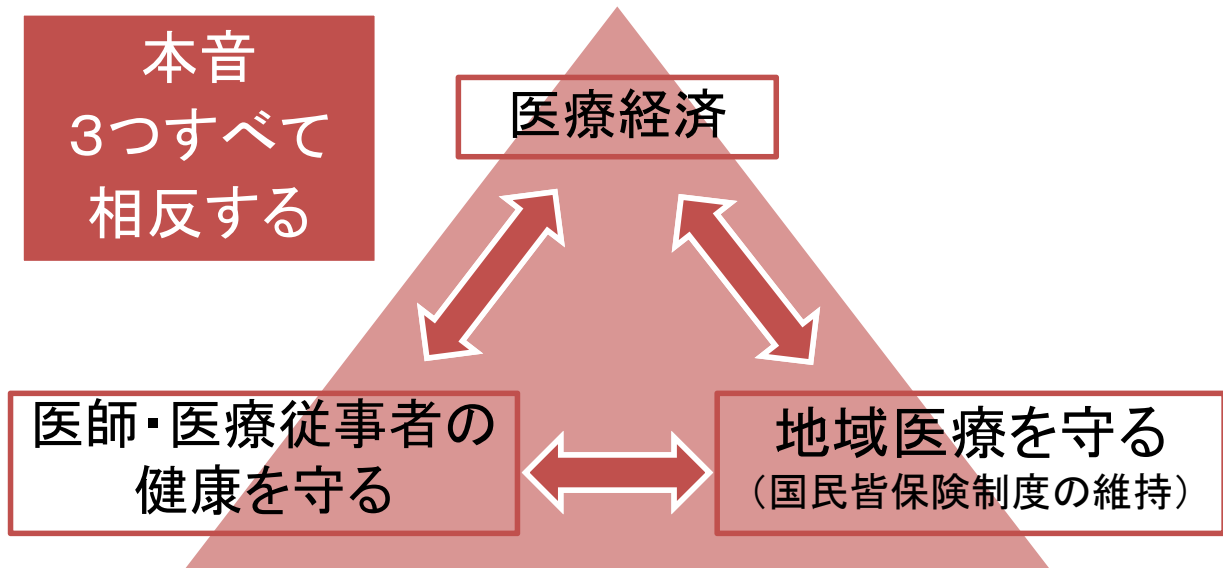 本音
３つすべて
相反する
医療経済
医師・医療従事者の
健康を守る
地域医療を守る
（国民皆保険制度の維持）